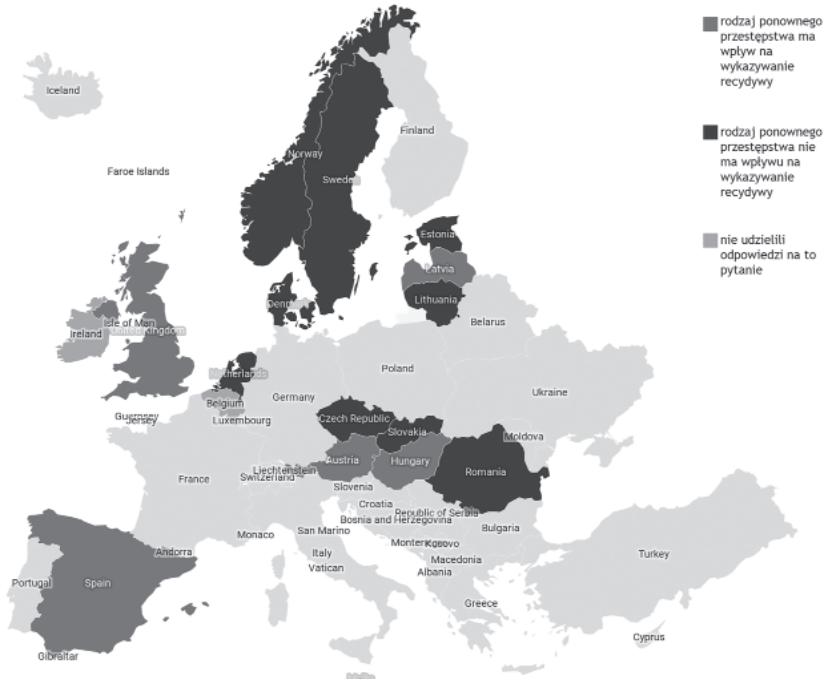 rodzaj ponownego
przestępstwa ma
wpływ na
wykazywanie
recydywy
rodzaj ponownego
przestępstwa nie
ma wpływu na
wykazywanie
recydywy
nie udzielili
odpowiedzi na to
pytanie
Iceland
Finland
Faroe Islands
Norway
Sweden
Estonia
Latvia
Lithuania
Isle of Man
United Kingdom
Ireland
Belarus
Netherlands
Poland
Germany
Ukraine
Belgium
Luxembourg
Guernsey
Jersey
Czech Republic
Slovakia
Moldova
Austria
Hungary
Romania
Liechtenstein
Switzerland
France
Slovenia
Croatia
Republic of Serbia
Bosnia and Herzegovina
Bulgaria
San Marino
Monaco
Kosovo
Andorra
Italy
Macedonia
Turkey
Vatican
Albania
Portugal
Spain
Greece
Cyprus
Gibraltar